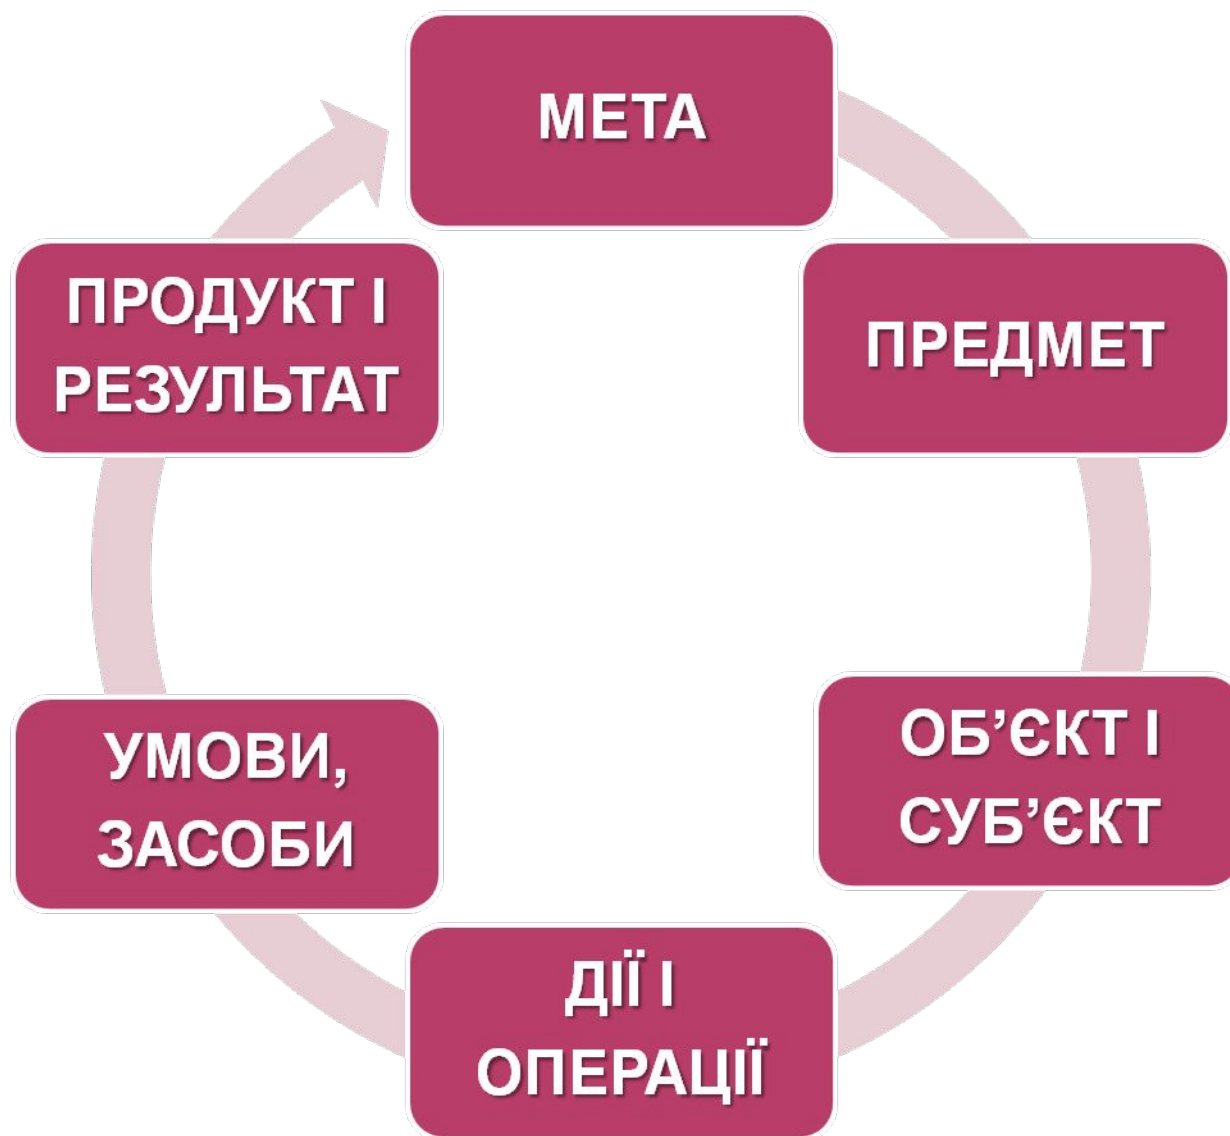 МЕТА
ПРЕДМЕТ
ОБ’ЄКТ І
СУБ’ЄКТ
ДІЇ І
ОПЕРАЦІЇ
УМОВИ,
ЗАСОБИ
ПРОДУКТ І
РЕЗУЛЬТАТ